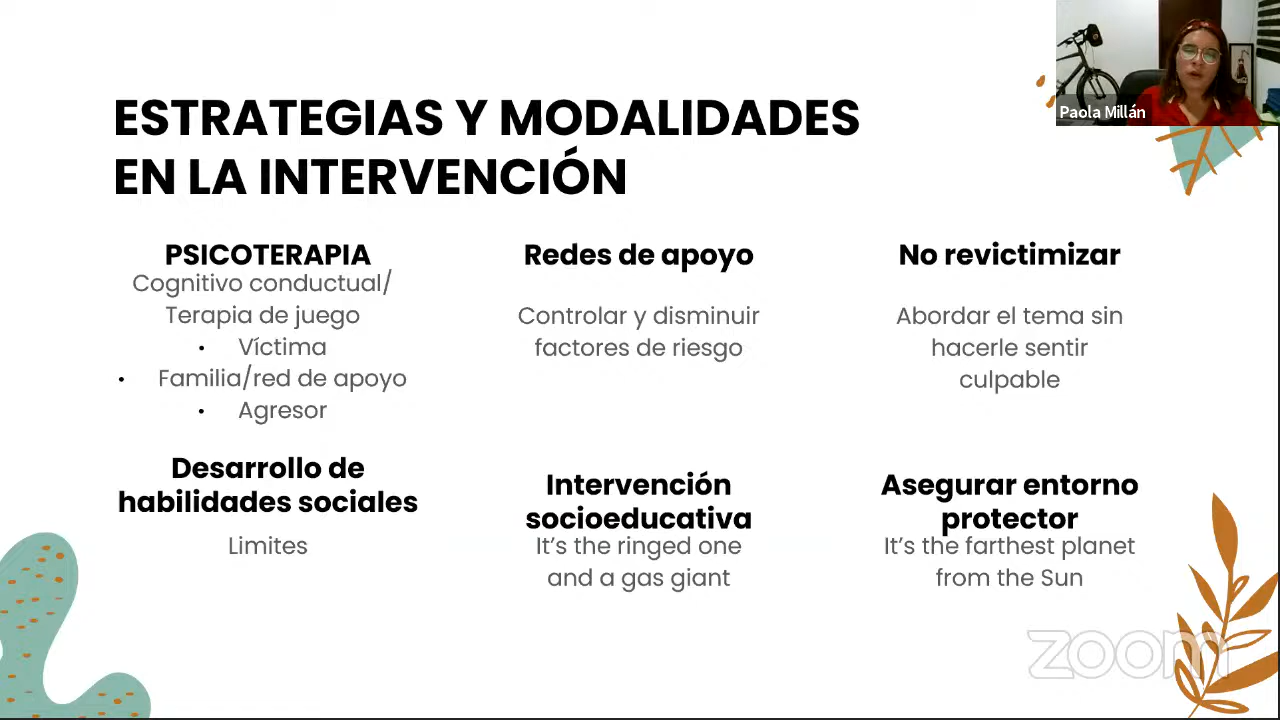 Paola Millán
ESTRATEGIAS Y MODALIDADES
EN LA INTERVENCIÓN
PSICOTERAPIA
Cognitivo conductual/
Terapia de juego
• Víctima
• Familia/red de apoyo
• Agresor
Redes de apoyo
Controlar y disminuir
factores de riesgo
No revictimizar
Abordar el tema sin
hacerle sentir
culpable
Desarrollo de
habilidades sociales
Limites
Intervención
socioeducativa
It's the ringed one
and a gas giant
Asegurar entorno
protector
It's the farthest planet
from the Sun
zoom